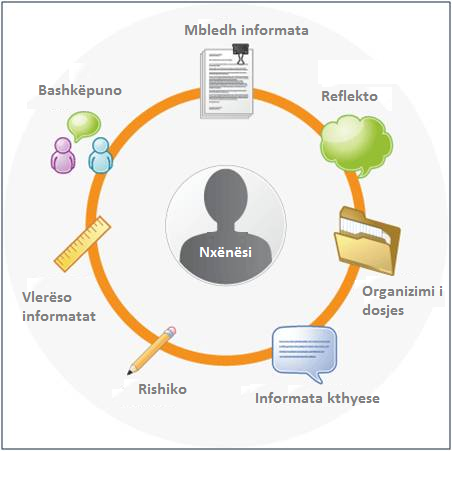 Mbledh informata
Bashkëpuno
Reflekto
Nxënësi
Vlerëso
informatat
Organizimi i
dosjes
Rishiko
Informata kthyese